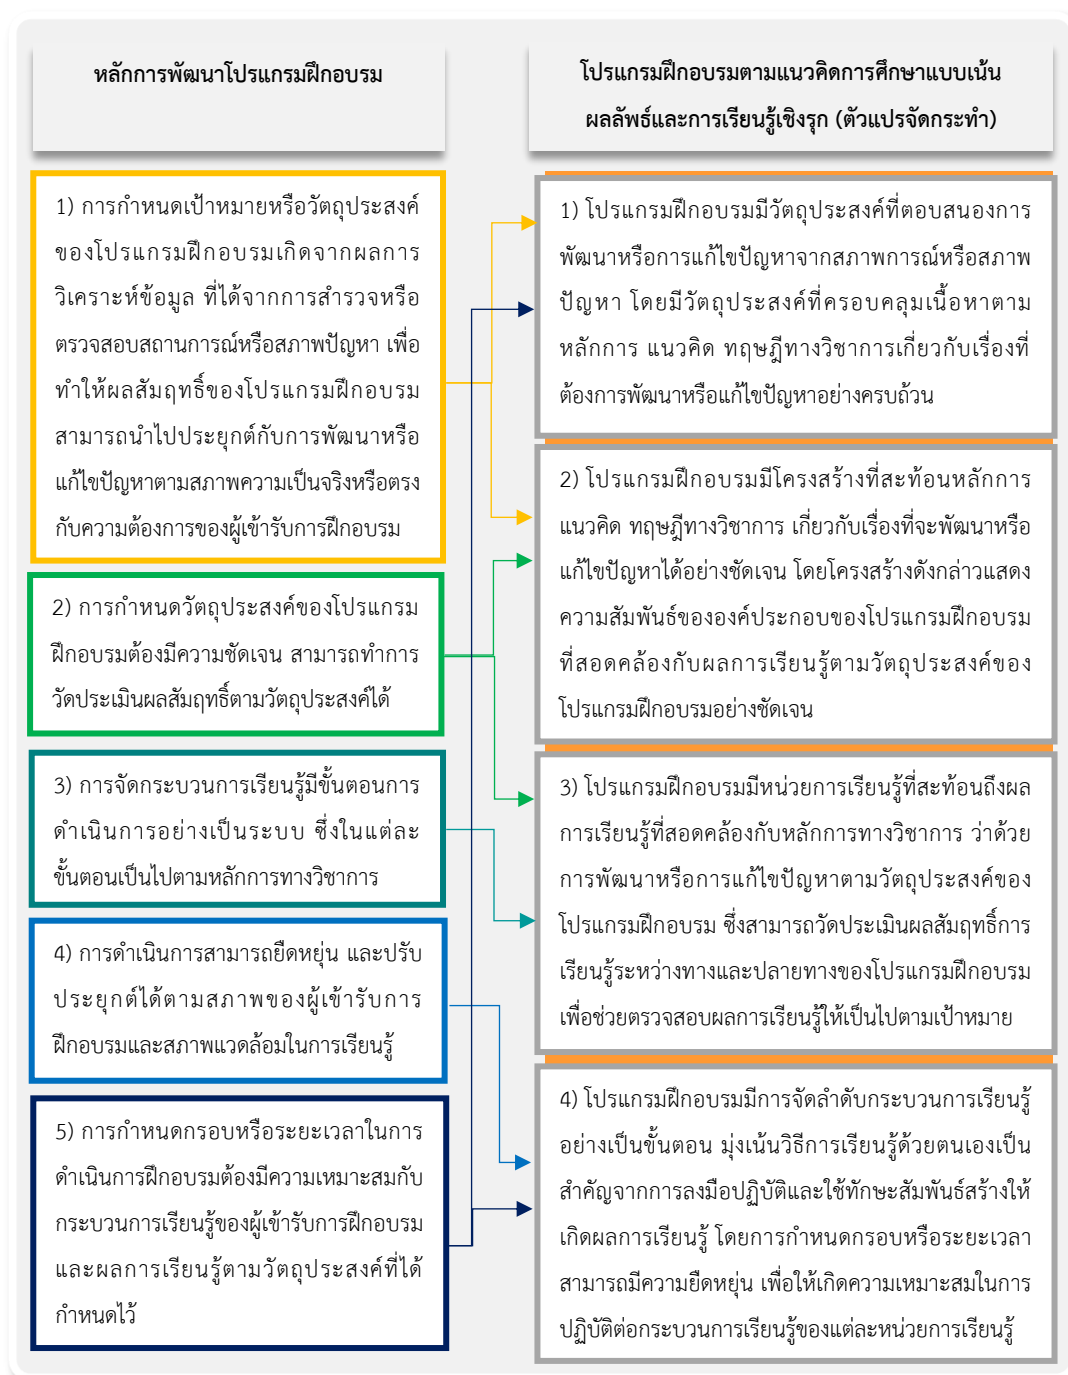 หลักการพัฒนาโปรแกรมฝึกอบรม
โปรแกรมฝึกอบรมตามแนวคิดการศึกษาแบบเน้น
ผลลัพธ์และการเรียนรู้เชิงรุก (ตัวแปรจัดกระทำ)
1) การกำหนดเป้าหมายหรือวัตถุประสงค์
ของโปรแกรมฝึกอบรมเกิดจากผลการ
วิเคราะห์ข้อมูล ที่ได้จากการสำรวจหรือ
ตรวจสอบสถานการณ์หรือสภาพปัญหา เพื่อ
ทำให้ผลสัมฤทธิ์ของโปรแกรมฝึกอบรม
สามารถนำไปประยุกต์กับการพัฒนาหรือ
แก้ไขปัญหาตามสภาพความเป็นจริงหรือตรง
กับความต้องการของผู้เข้ารับการฝึกอบรม
2) การกำหนดวัตถุประสงค์ของโปรแกรม
ฝึกอบรมต้องมีความชัดเจน สามารถทำการ
วัดประเมินผลสัมฤทธิ์ตามวัตถุประสงค์ได้
3) การจัดกระบวนการเรียนรู้มีขั้นตอนการ
ดำเนินการอย่างเป็นระบบ ซึ่งในแต่ละ
ขั้นตอนเป็นไปตามหลักการทางวิชาการ
4) การดำเนินการสามารถยืดหยุ่น และปรับ
ประยุกต์ได้ตามสภาพของผู้เข้ารับการ
ฝึกอบรมและสภาพแวดล้อมในการเรียนรู้
5) การกำหนดกรอบหรือระยะเวลาในการ
ดำเนินการฝึกอบรมต้องมีความเหมาะสมกับ
กระบวนการเรียนรู้ของผู้เข้ารับการฝึกอบรม
และผลการเรียนรู้ตามวัตถุประสงค์ที่ได้
กำหนดไว้
1) โปรแกรมฝึกอบรมมีวัตถุประสงค์ที่ตอบสนองการ
พัฒนาหรือการแก้ไขปัญหาจากสภาพการณ์หรือสภาพ
ปัญหา โดยมีวัตถุประสงค์ที่ครอบคลุมเนื้อหาตาม
หลักการ แนวคิด ทฤษฎีทางวิชาการเกี่ยวกับเรื่องที่
ต้องการพัฒนาหรือแก้ไขปัญหาอย่างครบถ้วน
2) โปรแกรมฝึกอบรมมีโครงสร้างที่สะท้อนหลักการ
แนวคิด ทฤษฎีทางวิชาการ เกี่ยวกับเรื่องที่จะพัฒนาหรือ
แก้ไขปัญหาได้อย่างชัดเจน โดยโครงสร้างดังกล่าวแสดง
ความสัมพันธ์ขององค์ประกอบของโปรแกรมฝึกอบรม
ที่สอดคล้องกับผลการเรียนรู้ตามวัตถุประสงค์ของ
โปรแกรมฝึกอบรมอย่างชัดเจน
3) โปรแกรมฝึกอบรมมีหน่วยการเรียนรู้ที่สะท้อนถึงผล
การเรียนรู้ที่สอดคล้องกับหลักการทางวิชาการ ว่าด้วย
การพัฒนาหรือการแก้ไขปัญหาตามวัตถุประสงค์ของ
โปรแกรมฝึกอบรม ซึ่งสามารถวัดประเมินผลสัมฤทธิ์การ
เรียนรู้ระหว่างทางและปลายทางของโปรแกรมฝึกอบรม
เพื่อช่วยตรวจสอบผลการเรียนรู้ให้เป็นไปตามเป้าหมาย
4) โปรแกรมฝึกอบรมมีการจัดลำดับกระบวนการเรียนรู้
อย่างเป็นขั้นตอน มุ่งเน้นวิธีการเรียนรู้ด้วยตนเองเป็น
สำคัญจากการลงมือปฏิบัติและใช้ทักษะสัมพันธ์สร้างให้
เกิดผลการเรียนรู้ โดยการกำหนดกรอบหรือระยะเวลา
สามารถมีความยืดหยุ่น เพื่อให้เกิดความเหมาะสมในการ
ปฏิบัติต่อกระบวนการเรียนรู้ของแต่ละหน่วยการเรียนรู้